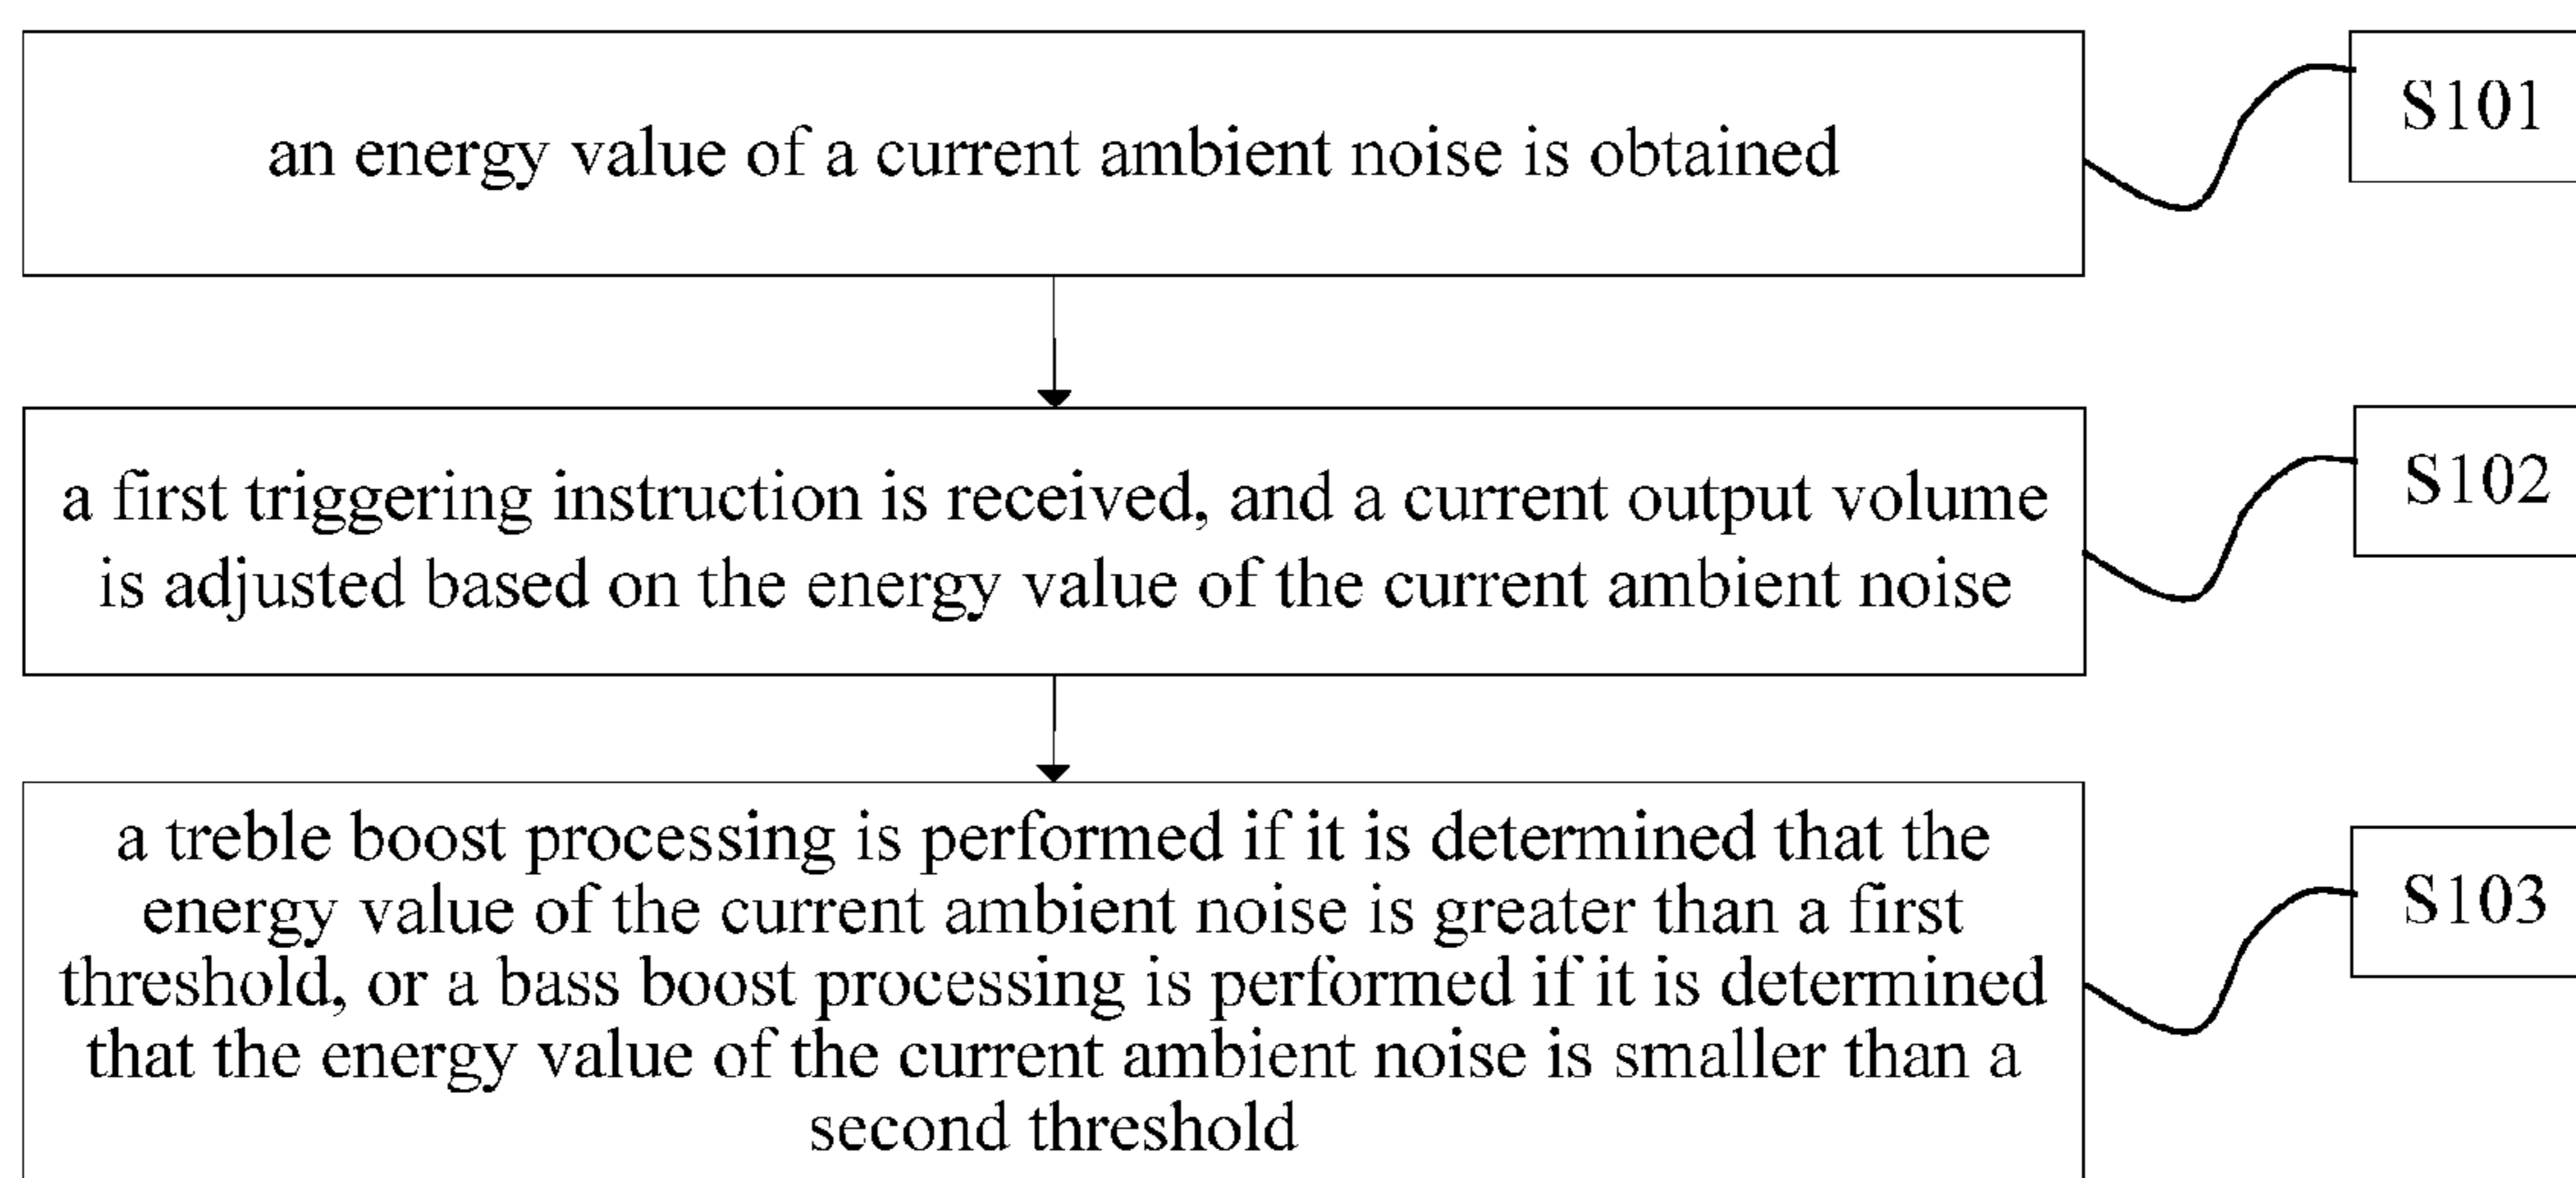 an energy value of a current ambient noise is obtained
S101
a first triggering instruction is received, and a current output volume
is adjusted based on the energy value of the current ambient noise
S102
a treble boost processing is performed if it is determined that the
energy value of the current ambient noise is greater than a first
threshold, or a bass boost processing is performed if it is determined
that the energy value of the current ambient noise is smaller than a
second threshold
S103